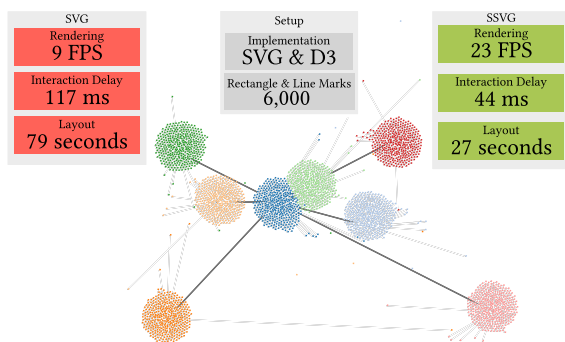 SVG
Rendering
9 FPS
Interaction Delay
117 ms
Layout
79 seconds
Setup
Implementation
SVG & D3
Rectangle & Line Marks
6,000
SSVG
Rendering
23 FPS
Interaction Delay
44 ms
Layout
27 seconds